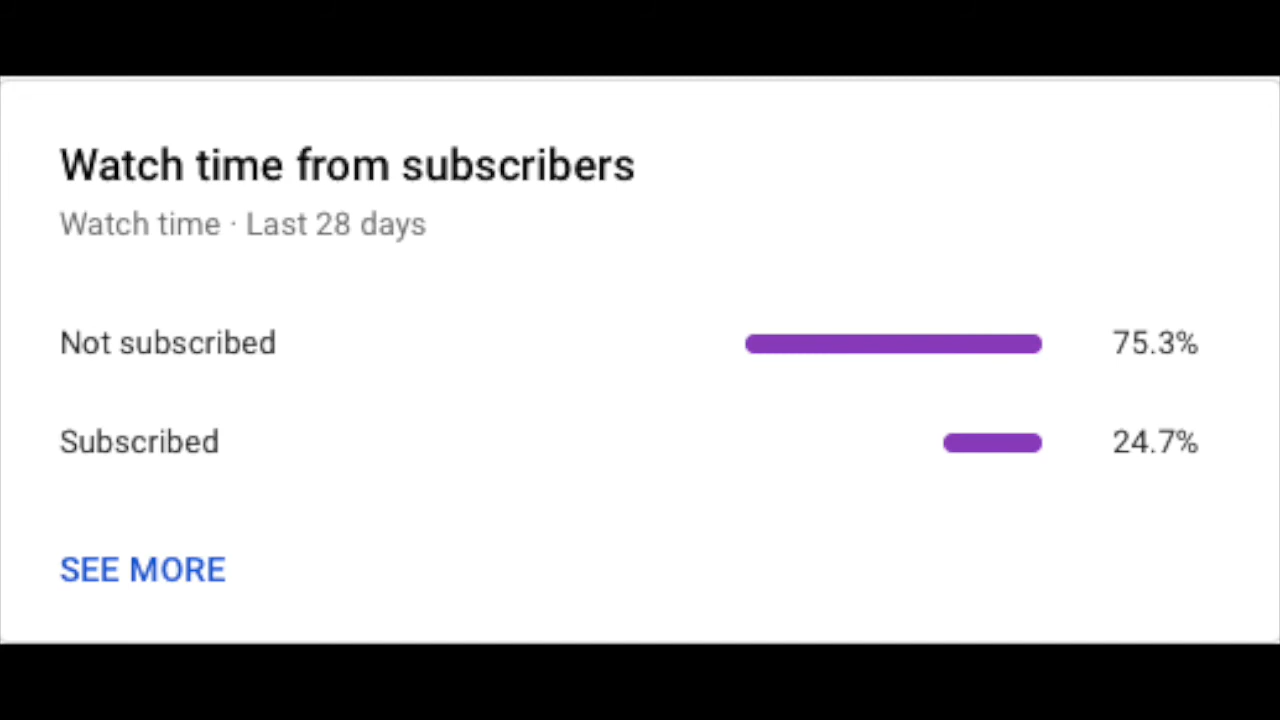 Watch time from subscribers
Watch time · Last 28 days
Not subscribed 75.3%
Subscribed 24.7%
SEE MORE